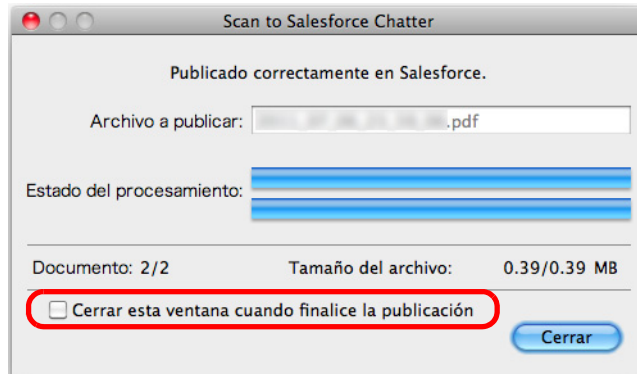 Scan to Salesforce Chatter
Publicado correctamente en Salesforce.
Archivo a publicar: .pdf
Estado del procesamiento:
Documento: 2/2 Tamaño del archivo: 0.39/0.39 MB
Cerrar esta ventana cuando finalice la publicación
Cerrar